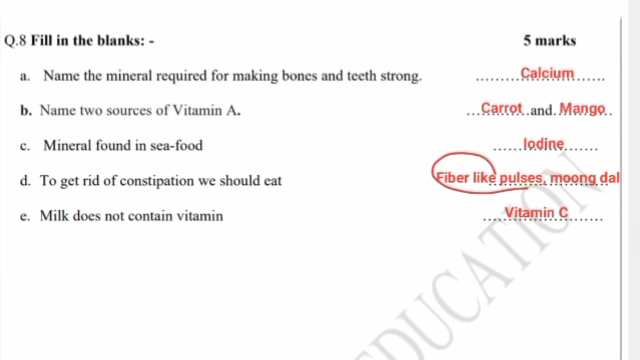 Q.8 Fill in the blanks: - 5 marks
a. Name the mineral required for making bones and teeth strong. .........Calcium......
b. Name two sources of Vitamin A. ...Carrot..and.Mango..
c. Mineral found in sea-food ......Iodine.......
d. To get rid of constipation we should eat Fiber like pulses, moong dal
e. Milk does not contain vitamin ....Vitamin C.......
EDUCATION